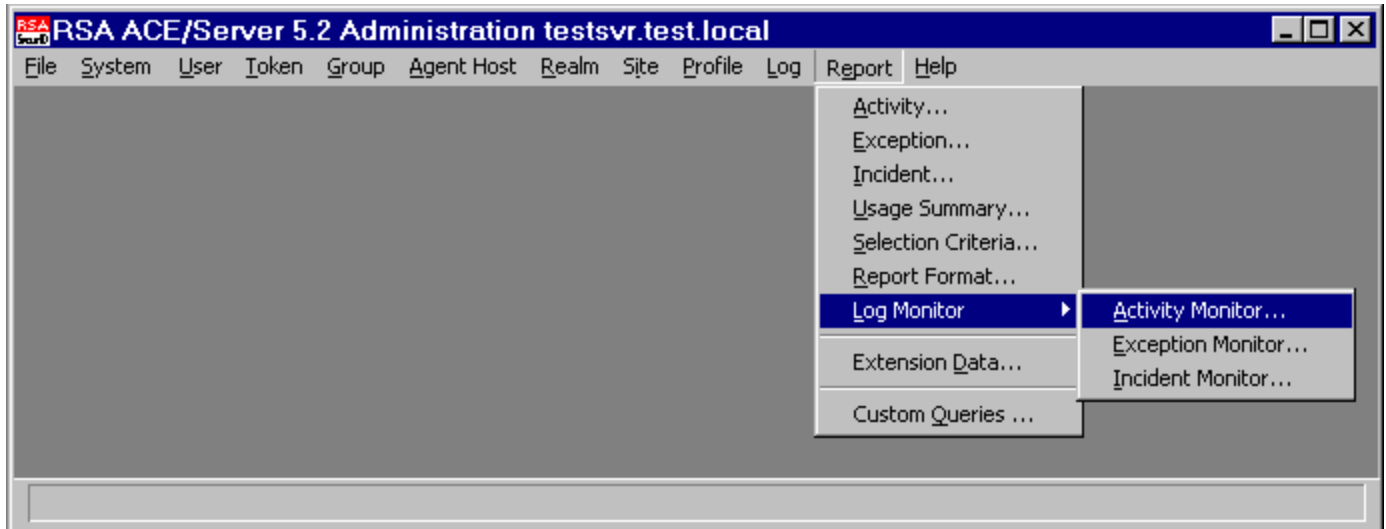 RSA SecurID RSA ACE/Server 5.2 Administration testsvr.test.local
File System User Token Group Agent Host Realm Site Profile Log Report Help
Activity...
Exception...
Incident...
Usage Summary...
Selection Criteria...
Report Format...
Log Monitor
Activity Monitor...
Exception Monitor...
Incident Monitor...
Extension Data...
Custom Queries ...